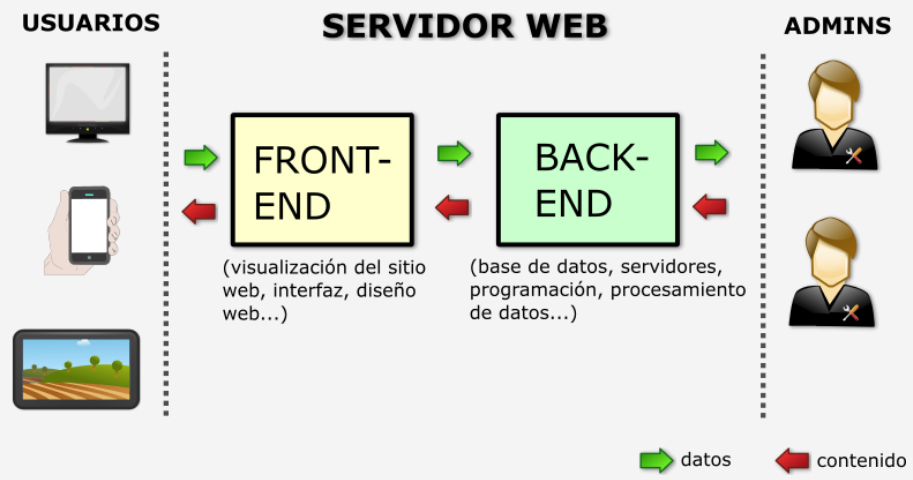 USUARIOS
SERVIDOR WEB
ADMINS
FRONT-
END
(visualización del sitio
web, interfaz, diseño
web...)
BACK-
END
(base de datos, servidores,
programación, procesamiento
de datos...)
datos
contenido